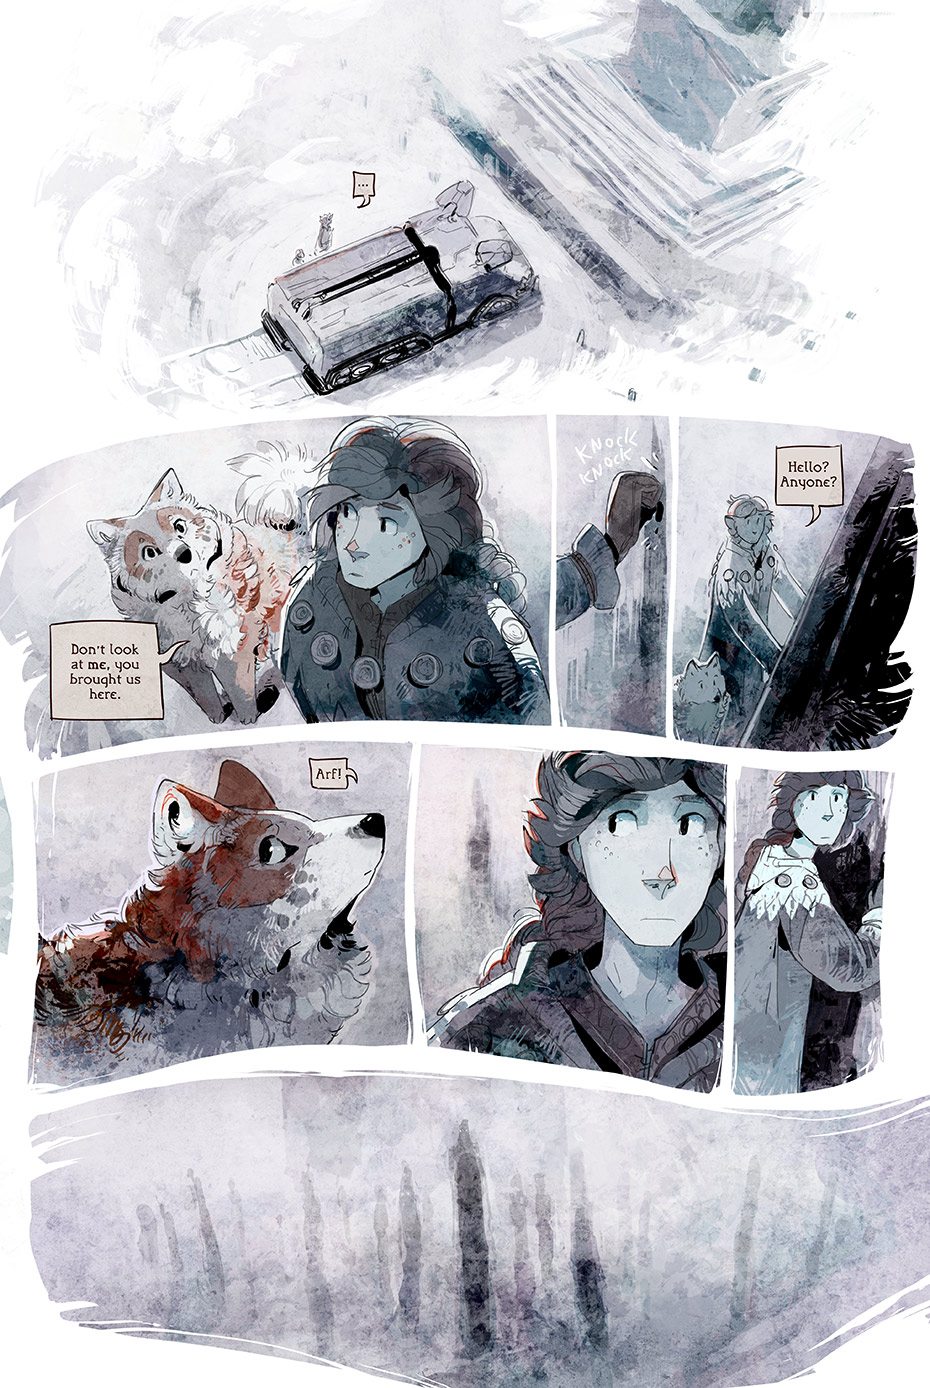 ...
Don't look
at me, you
brought us
here.
KNOCK
KNOCK
Hello?
Anyone?
Arf!